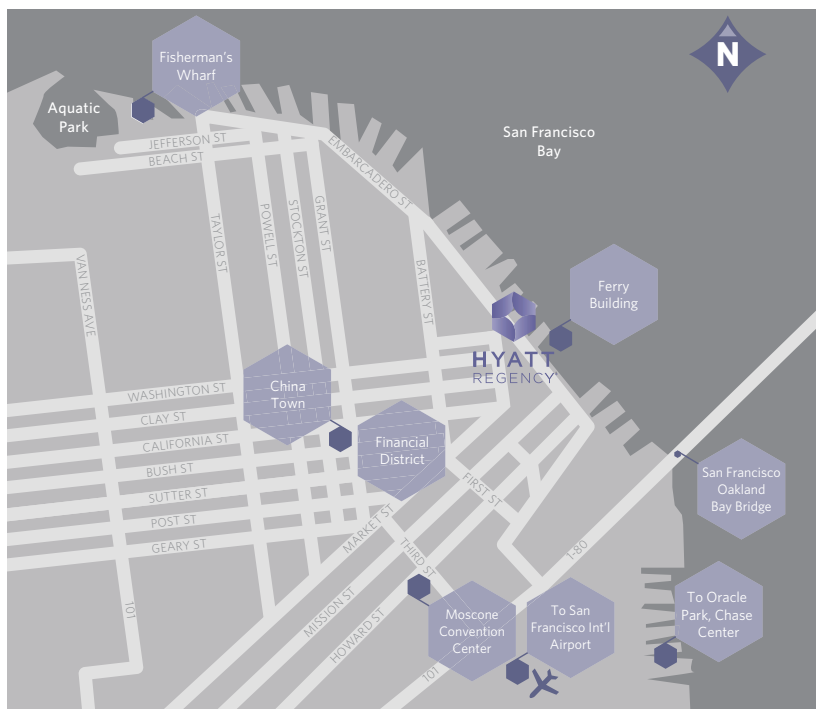 Fisherman's
Wharf
N
Aquatic
Park
San Francisco
Bay
JEFFERSON ST
BEACH ST
EMBARCADERO ST
TAYLOR ST
POWELL ST
STOCKTON ST
GRANT ST
BATTERY ST
VAN NESS AVE
Ferry
Building
HYATT
REGENCY
China
Town
WASHINGTON ST
CLAY ST
CALIFORNIA ST
BUSH ST
SUTTER ST
POST ST
GEARY ST
Financial
District
FIRST ST
San Francisco
Oakland
Bay Bridge
MARKET ST
THIRD ST
I-80
MISSION ST
HOWARD ST
101
Moscone
Convention
Center
To San
Francisco Int'l
Airport
To Oracle
Park, Chase
Center
101